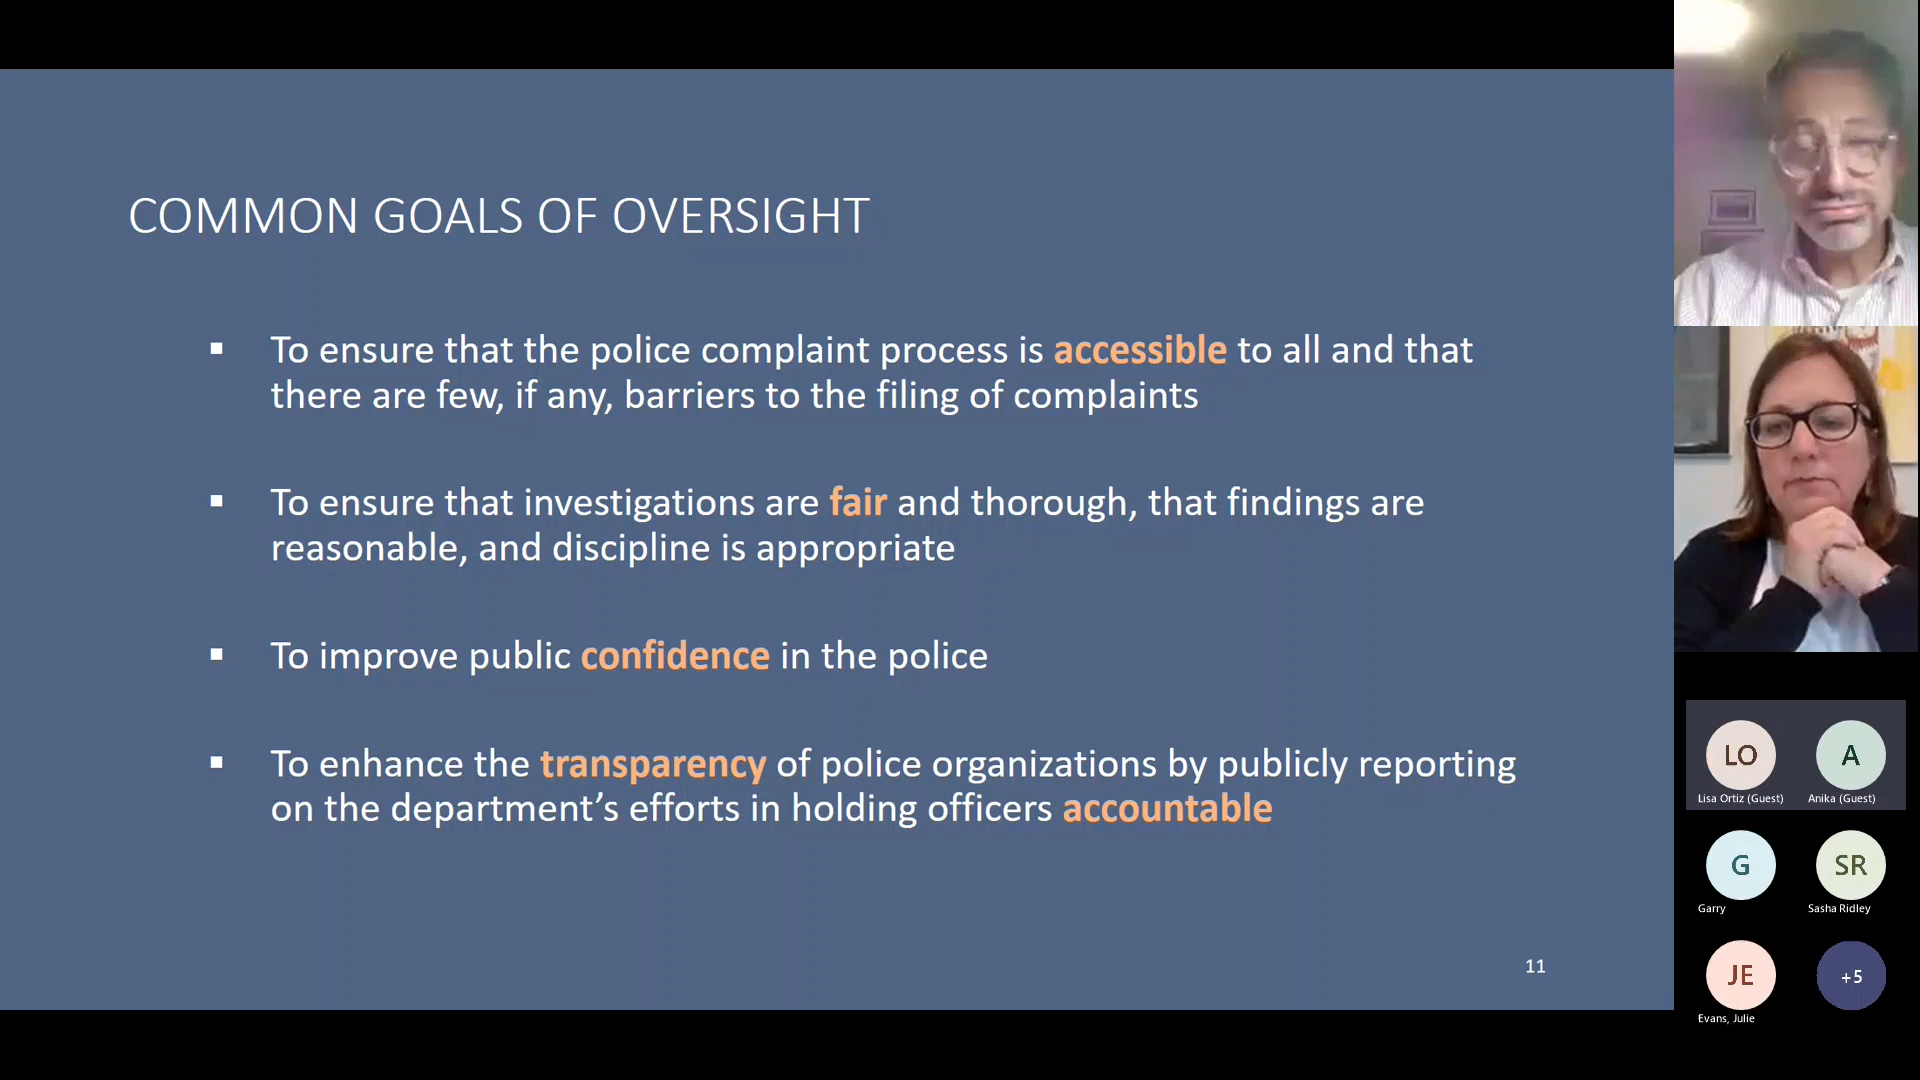 COMMON GOALS OF OVERSIGHT
▪ To ensure that the police complaint process is accessible to all and that
there are few, if any, barriers to the filing of complaints
▪ To ensure that investigations are fair and thorough, that findings are
reasonable, and discipline is appropriate
▪ To improve public confidence in the police
▪ To enhance the transparency of police organizations by publicly reporting
on the department’s efforts in holding officers accountable
11
LO A
Lisa Ortiz (Guest) Anika (Guest)
G SR
Garry Sasha Ridley
JE +5
Evans, Julie